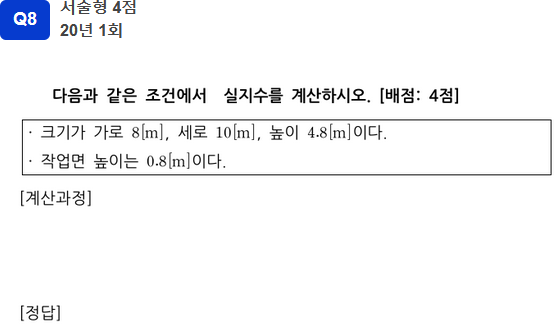 Q8
서술형 4점
20년 1회
다음과 같은 조건에서 실지수를 계산하시오. [배점: 4점]
· 크기가 가로 8[m], 세로 10[m], 높이 4.8[m]이다.
· 작업면 높이는 0.8[m]이다.
[계산과정]
[정답]